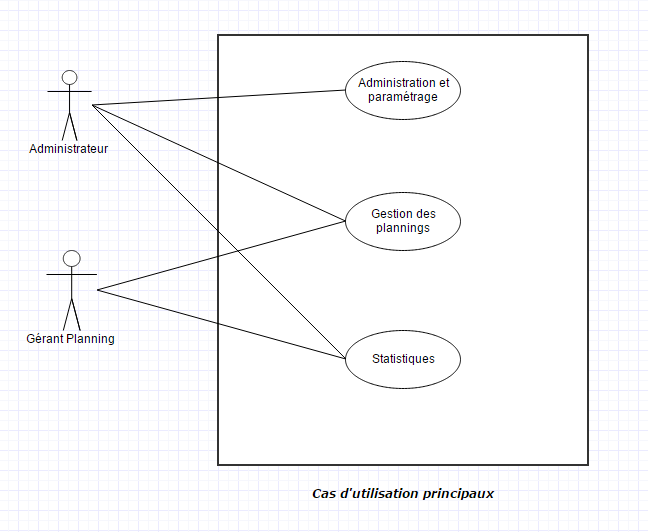 Administration et
paramétrage
Administrateur
Gestion des
plannings
Gérant Planning
Statistiques
Cas d'utilisation principaux